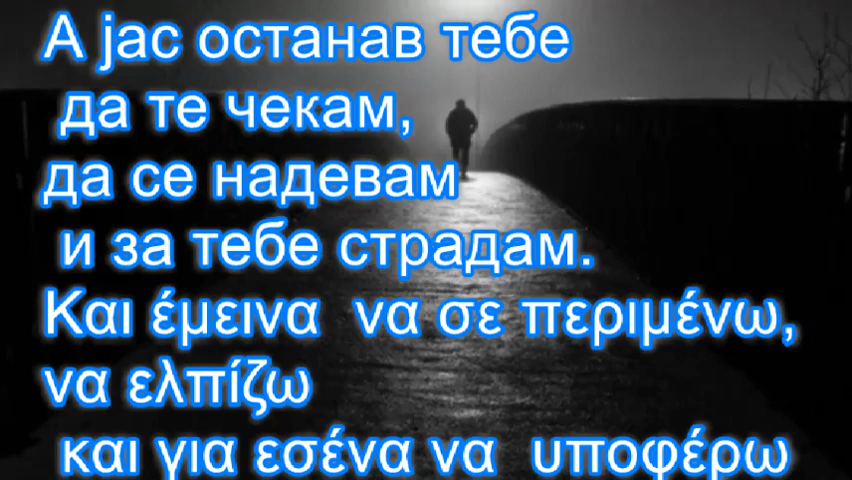 А јас останав тебе
да те чекам,
да се надевам
и за тебе страдам.
Και έμεινα να σε περιμένω,
να ελπίζω
και για εσένα να υποφέρω